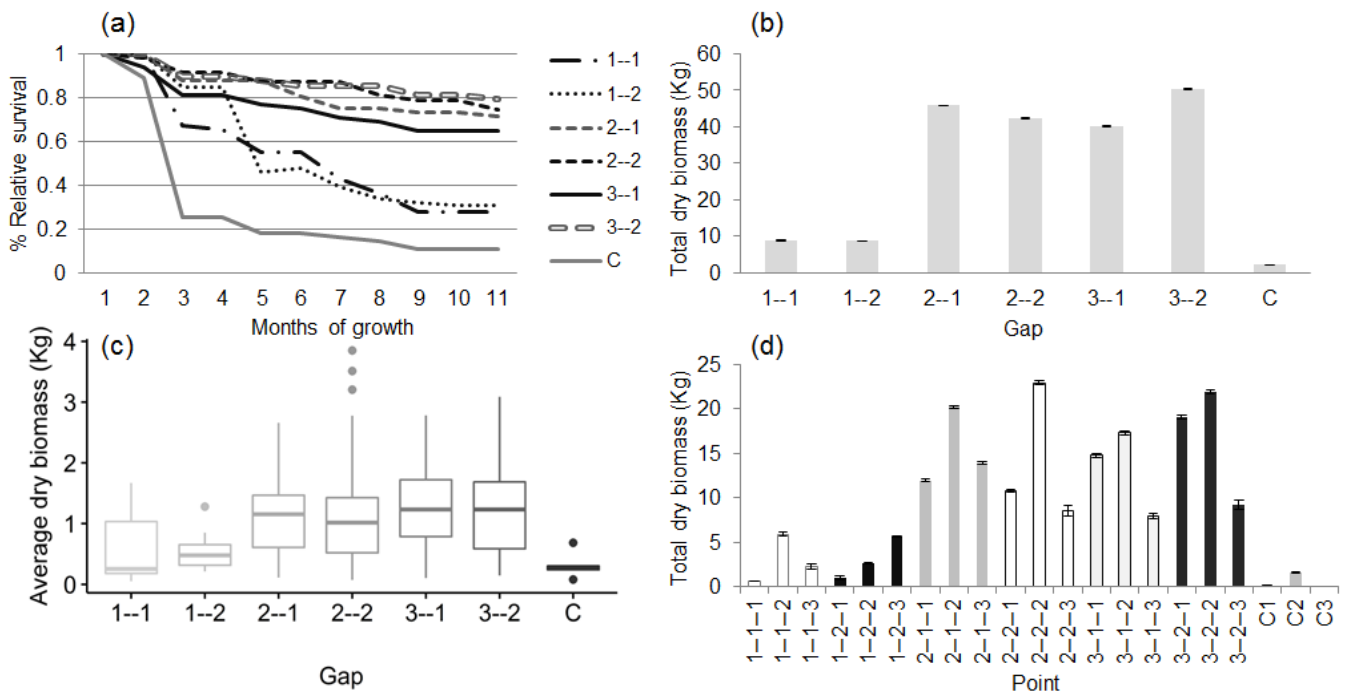 (a)
% Relative survival
1
0.8
0.6
0.4
0.2
0
1 2 3 4 5 6 7 8 9 10 11
Months of growth
1--1
1--2
2--1
2--2
3--1
3--2
C
(b)
Total dry biomass (Kg)
60
50
40
30
20
10
0
1--1 1--2 2--1 2--2 3--1 3--2 C
Gap
(c)
Average dry biomass (Kg)
4
3
2
1
0
1--1 1--2 2--1 2--2 3--1 3--2 C
Gap
(d)
Total dry biomass (Kg)
25
20
15
10
5
0
1--1--1 1--1--2 1--1--3 1--2--1 1--2--2 1--2--3 2--1--1 2--1--2 2--1--3 2--2--1 2--2--2 2--2--3 3--1--1 3--1--2 3--1--3 3--2--1 3--2--2 3--2--3 C1 C2 C3
Point